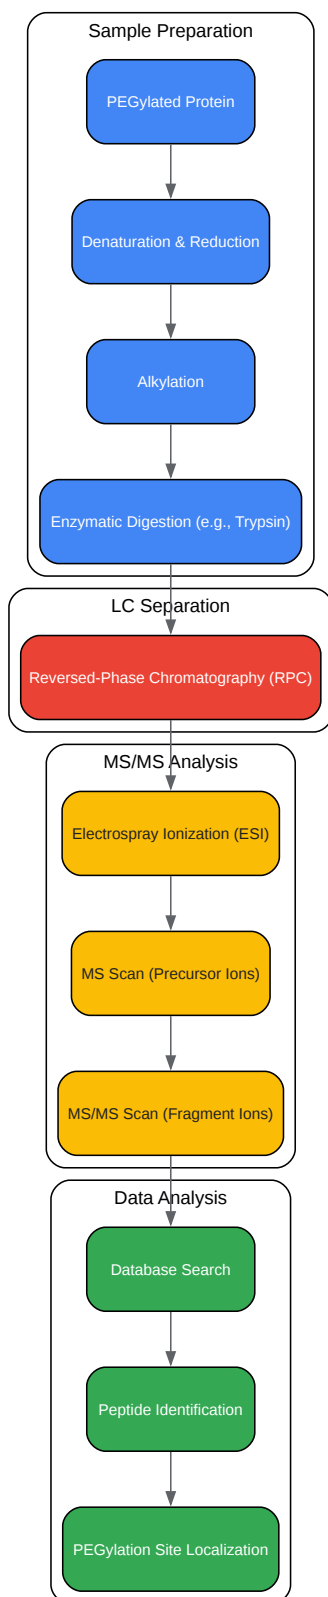 Sample Preparation
PEGylated Protein
Denaturation & Reduction
Alkylation
Enzymatic Digestion (e.g., Trypsin)
LC Separation
Reversed-Phase Chromatography (RPC)
MS/MS Analysis
Electrospray Ionization (ESI)
MS Scan (Precursor Ions)
MS/MS Scan (Fragment Ions)
Data Analysis
Database Search
Peptide Identification
PEGylation Site Localization